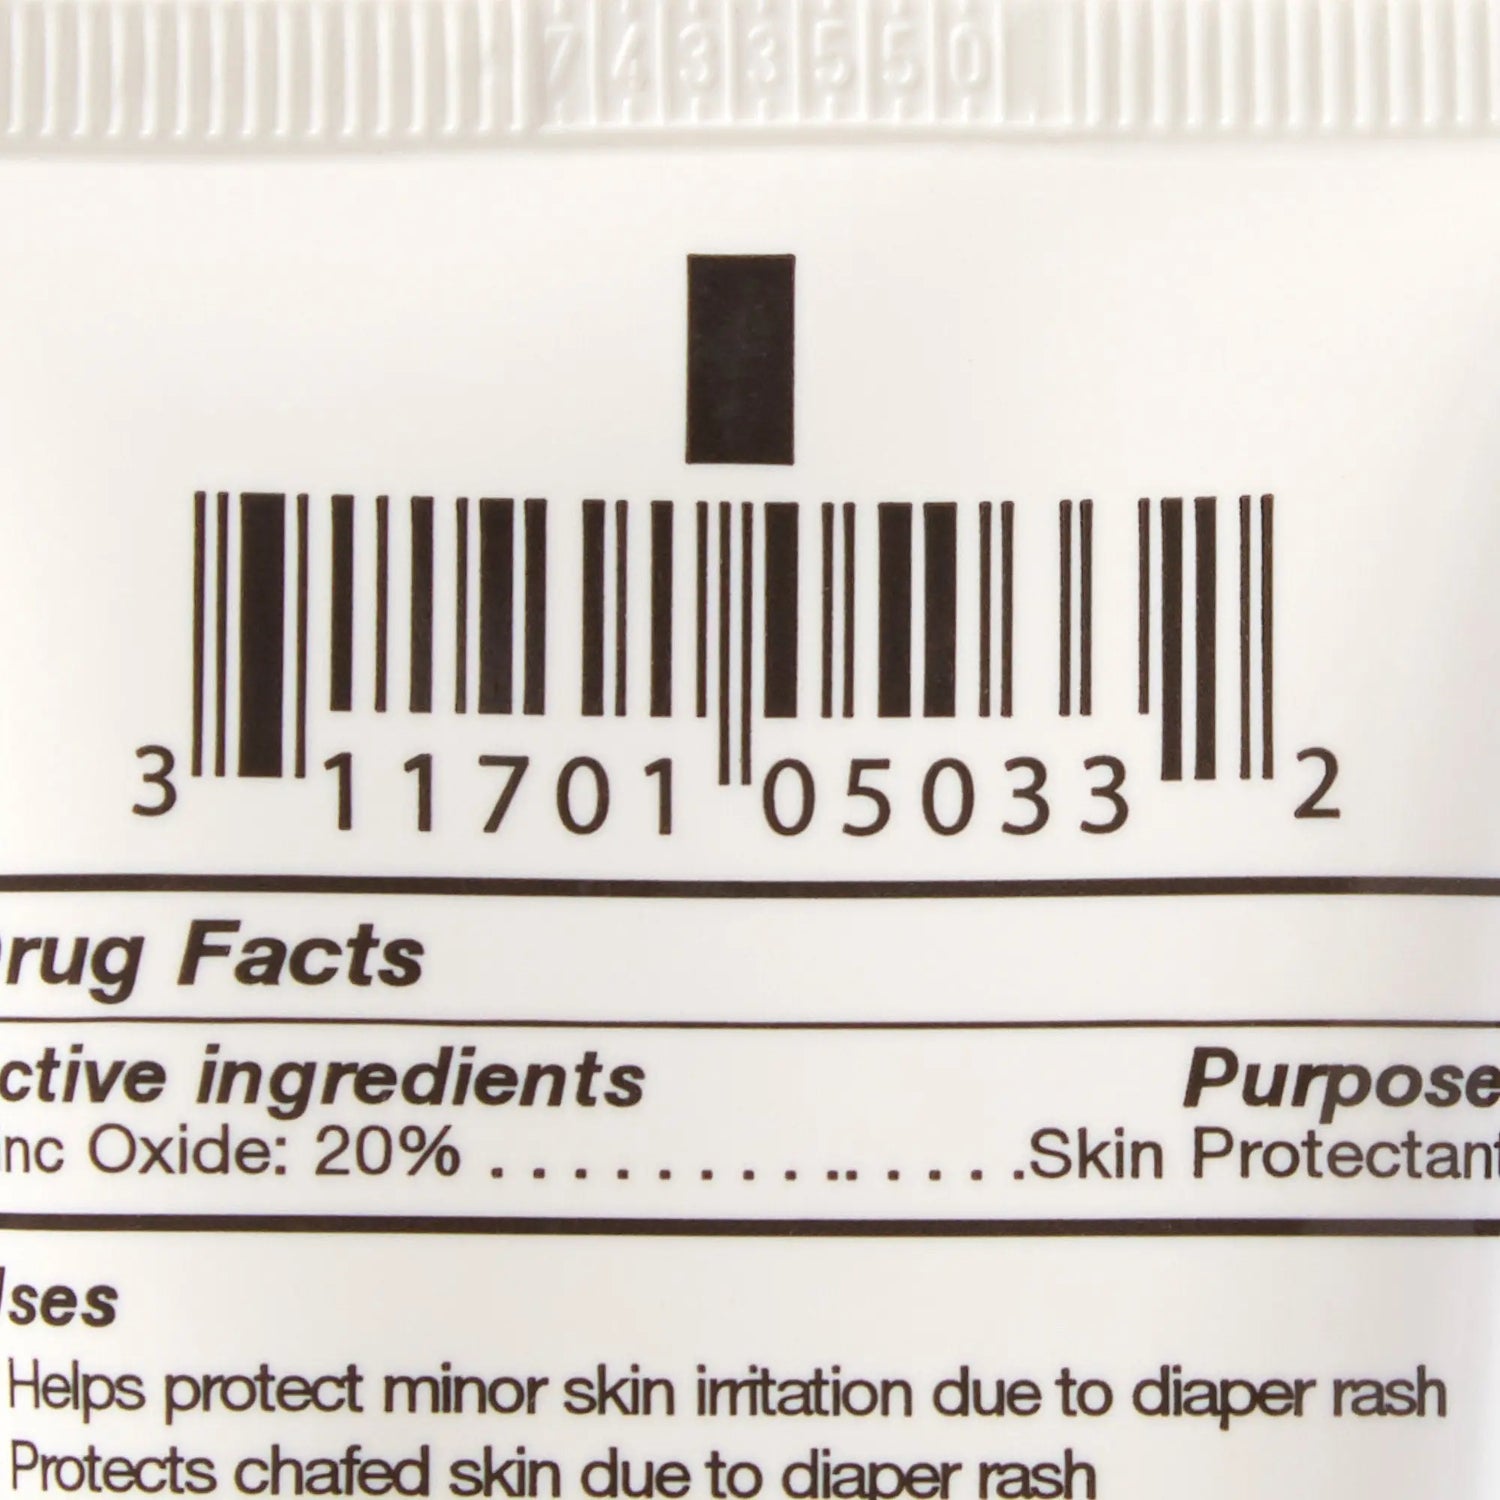 7433550
3 11701 05033 2
rug Facts
ctive ingredients Purpose
nc Oxide: 20% . . . . . . . . . .. . . . .Skin Protectant
ses
Helps protect minor skin irritation due to diaper rash
Protects chafed skin due to diaper rash